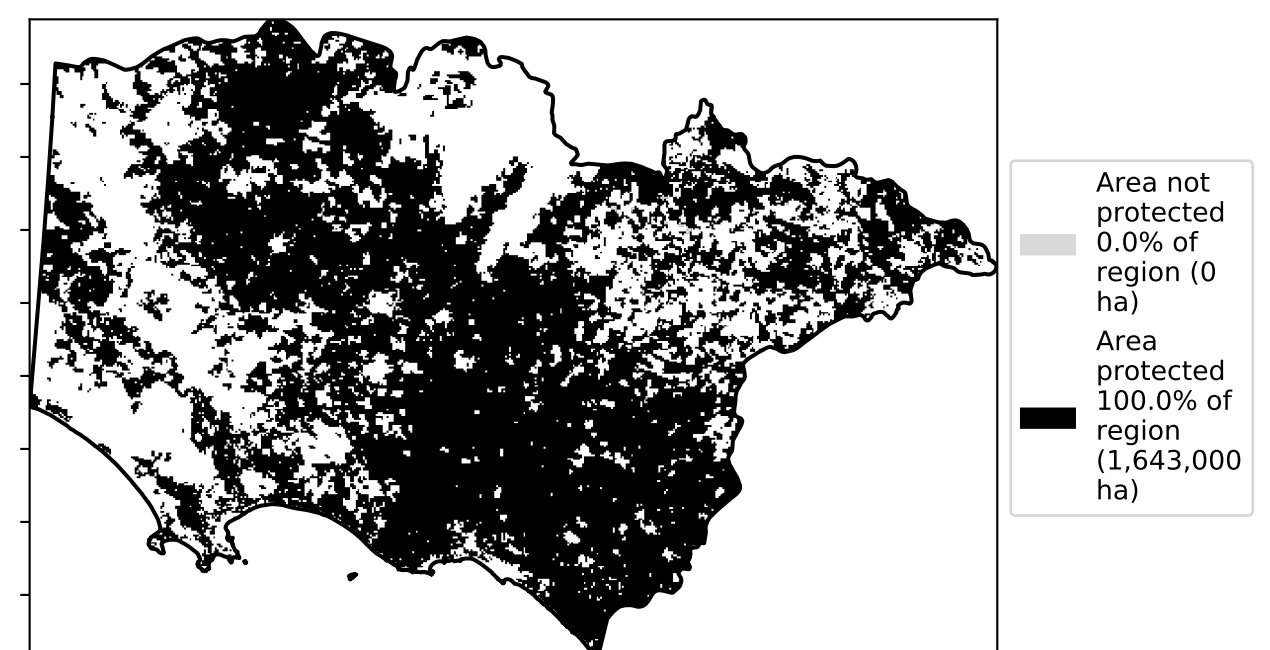 Area not
protected
0.0% of
region (0
ha)
Area
protected
100.0% of
region
(1,643,000
ha)